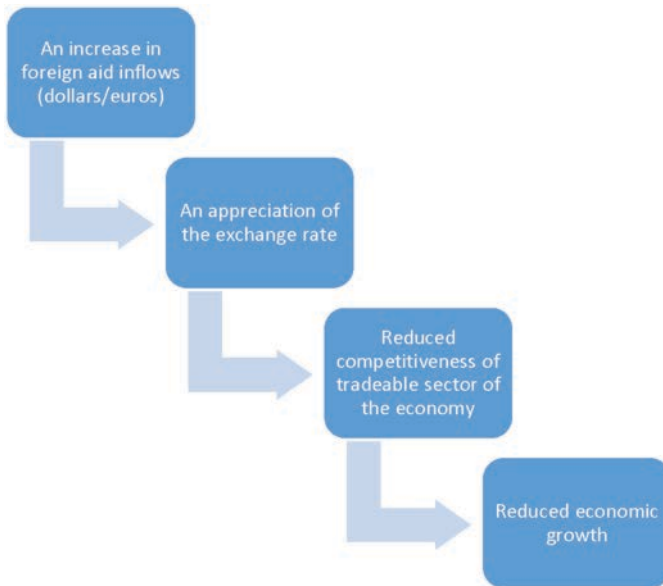 An increase in
foreign aid inflows
(dollars/euros)
An appreciation of
the exchange rate
Reduced
competitiveness of
tradeable sector of
the economy
Reduced economic
growth